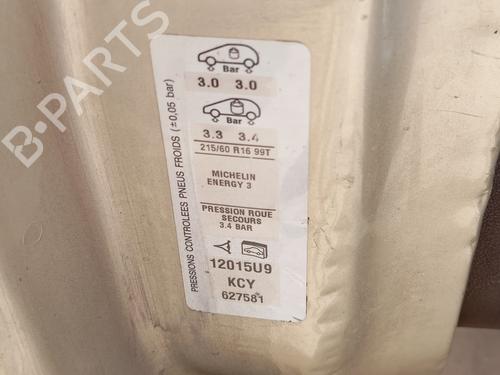 B-PARTS
PRESSIONS CONTROLEES PNEUS FROIDS (±0,05 bar)
Bar
3.0 3.0
Bar
3.3 3.4
215/60 R16 99T
MICHELIN
ENERGY 3
PRESSION ROUE
SECOURS
3.4 BAR
12015U9
KCY
627581